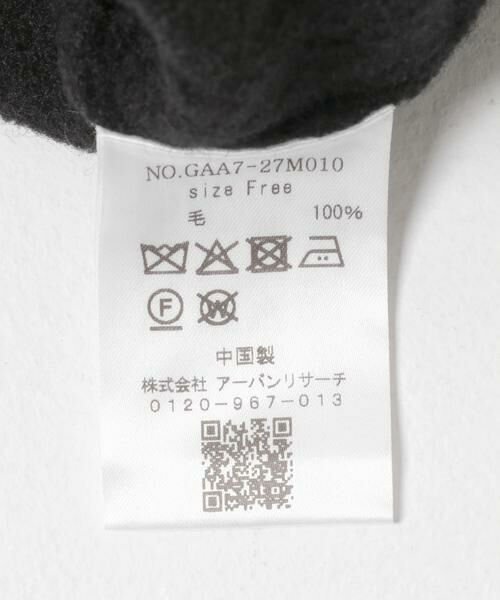 NO.GAA7-27M010
size Free
毛 100%
F
W
中国製
株式会社 アーバンリサーチ
0120-967-013